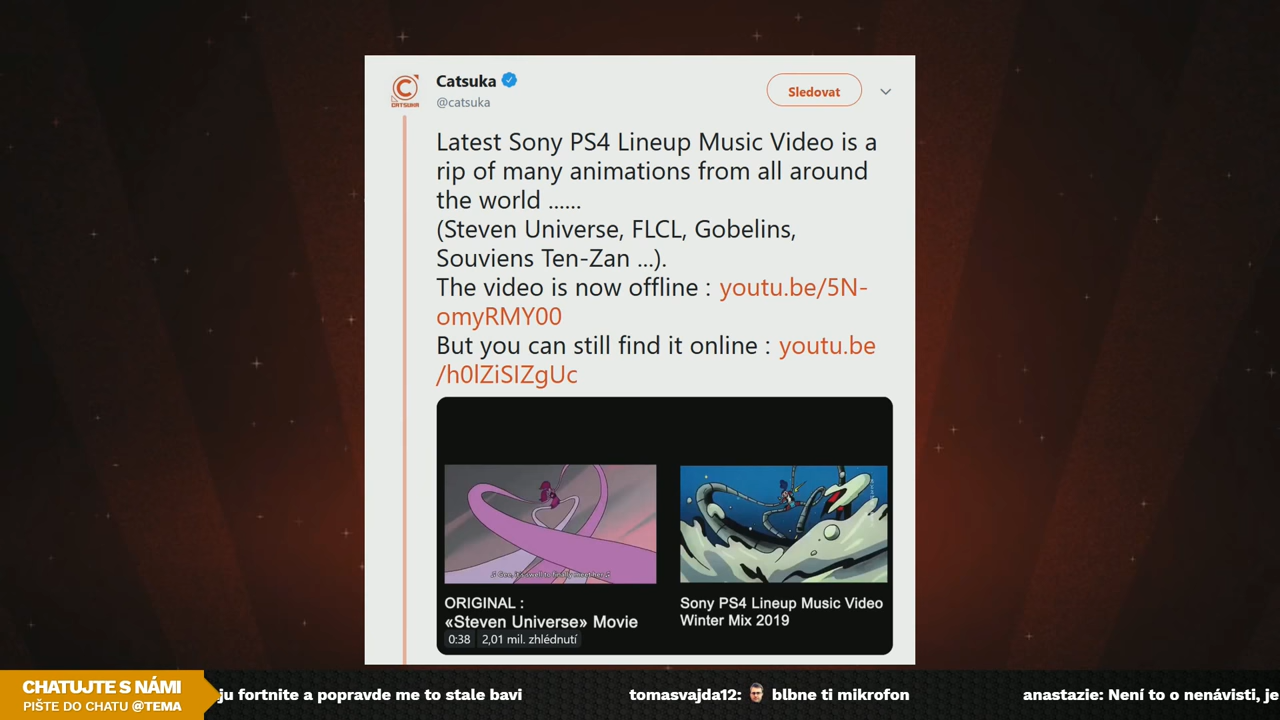 Catsuka
@catsuka
Sledovat
CATSUKA
Latest Sony PS4 Lineup Music Video is a
rip of many animations from all around
the world ......
(Steven Universe, FLCL, Gobelins,
Souviens Ten-Zan ...).
The video is now offline : youtu.be/5N-
omyRMY00
But you can still find it online : youtu.be
/h0lZiSIZgUc
ORIGINAL :
«Steven Universe» Movie
0:38 2,01 mil. zhlédnutí
Sony PS4 Lineup Music Video
Winter Mix 2019
CHATUJTE S NÁMI
PIŠTE DO CHATU @TEMA
ju fortnite a popravde me to stale bavi
tomasvajda12: blbne ti mikrofon
anastazie: Není to o nenávisti, je